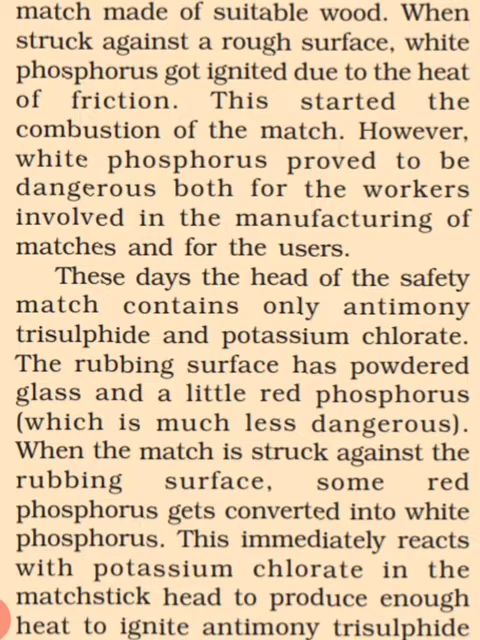 match made of suitable wood. When
struck against a rough surface, white
phosphorus got ignited due to the heat
of friction. This started the
combustion of the match. However,
white phosphorus proved to be
dangerous both for the workers
involved in the manufacturing of
matches and for the users.
These days the head of the safety
match contains only antimony
trisulphide and potassium chlorate.
The rubbing surface has powdered
glass and a little red phosphorus
(which is much less dangerous).
When the match is struck against the
rubbing surface, some red
phosphorus gets converted into white
phosphorus. This immediately reacts
with potassium chlorate in the
matchstick head to produce enough
heat to ignite antimony trisulphide